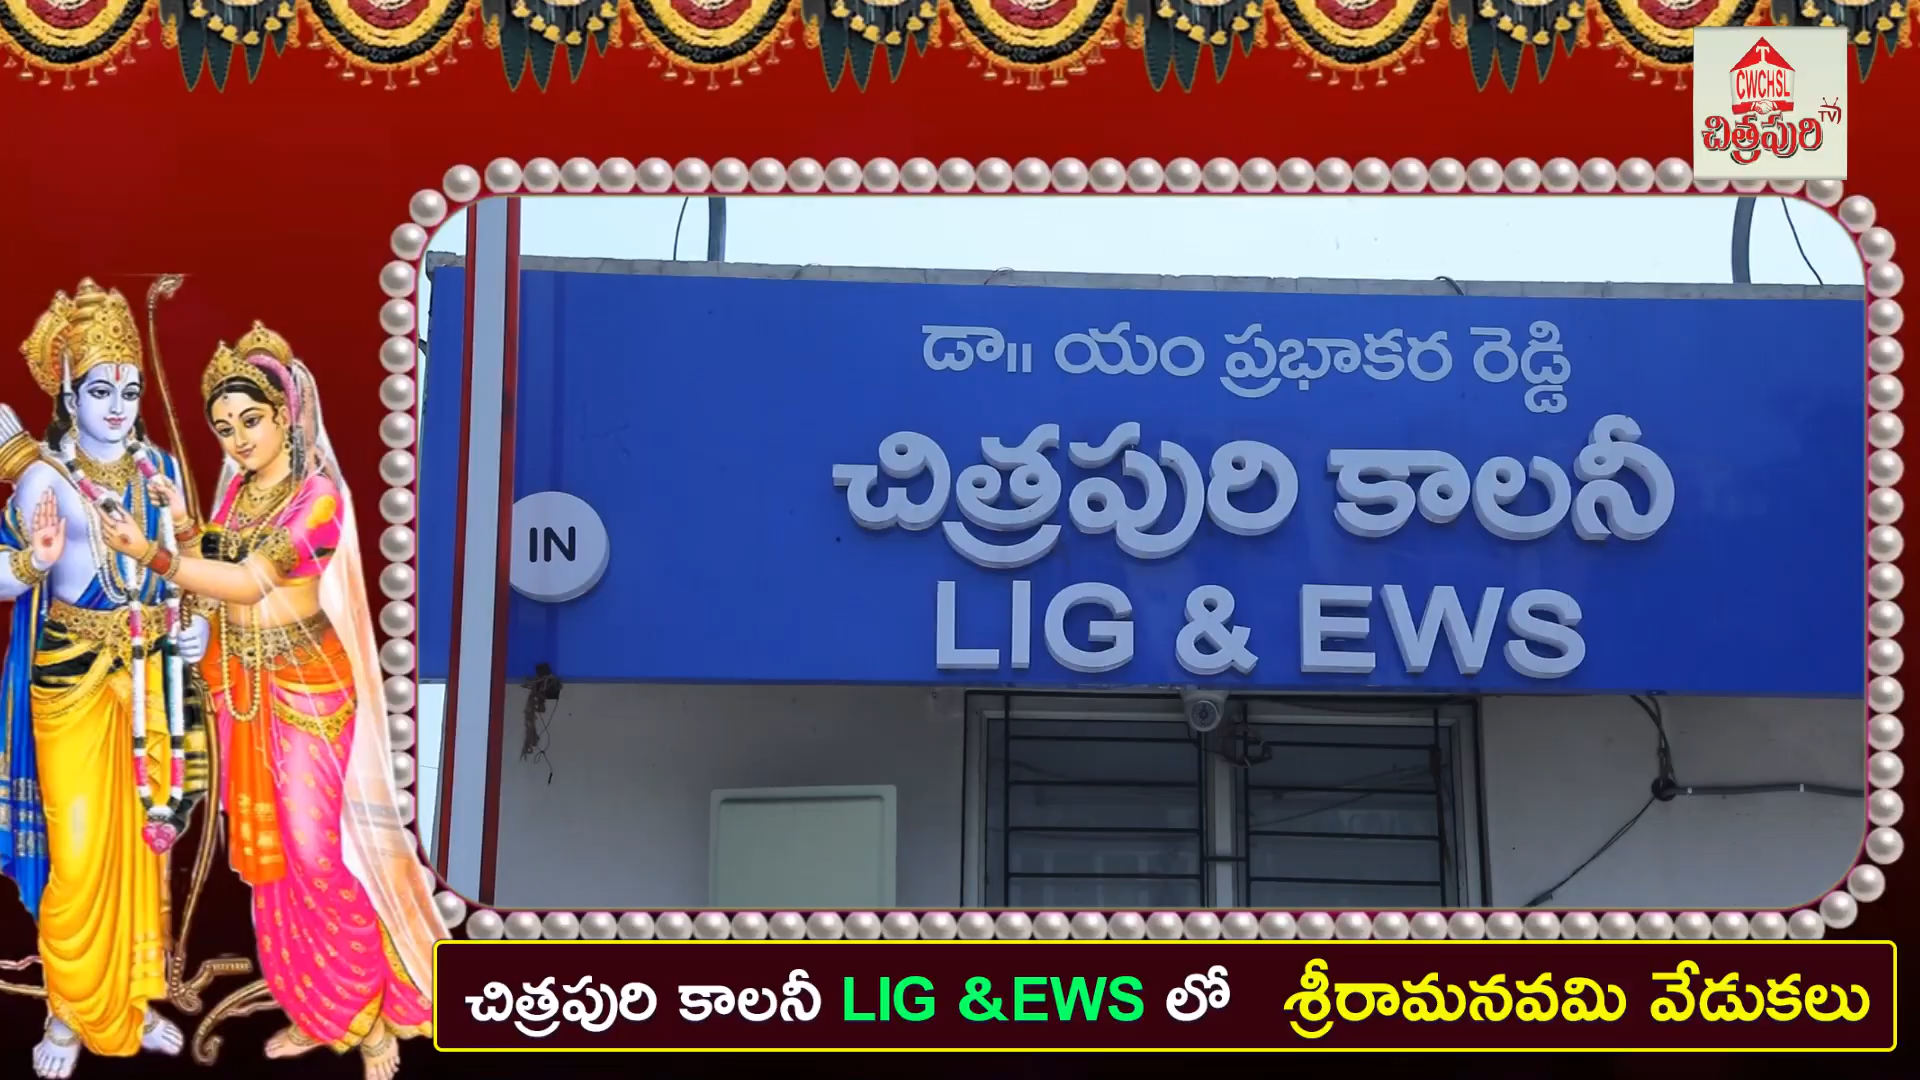 T
CWCHSL
చిత్రపురి TV
డా॥ యం ప్రభాకర రెడ్డి
చిత్రపురి కాలనీ
IN
LIG & EWS
చిత్రపురి కాలనీ LIG &EWS లో శ్రీరామనవమి వేడుకలు